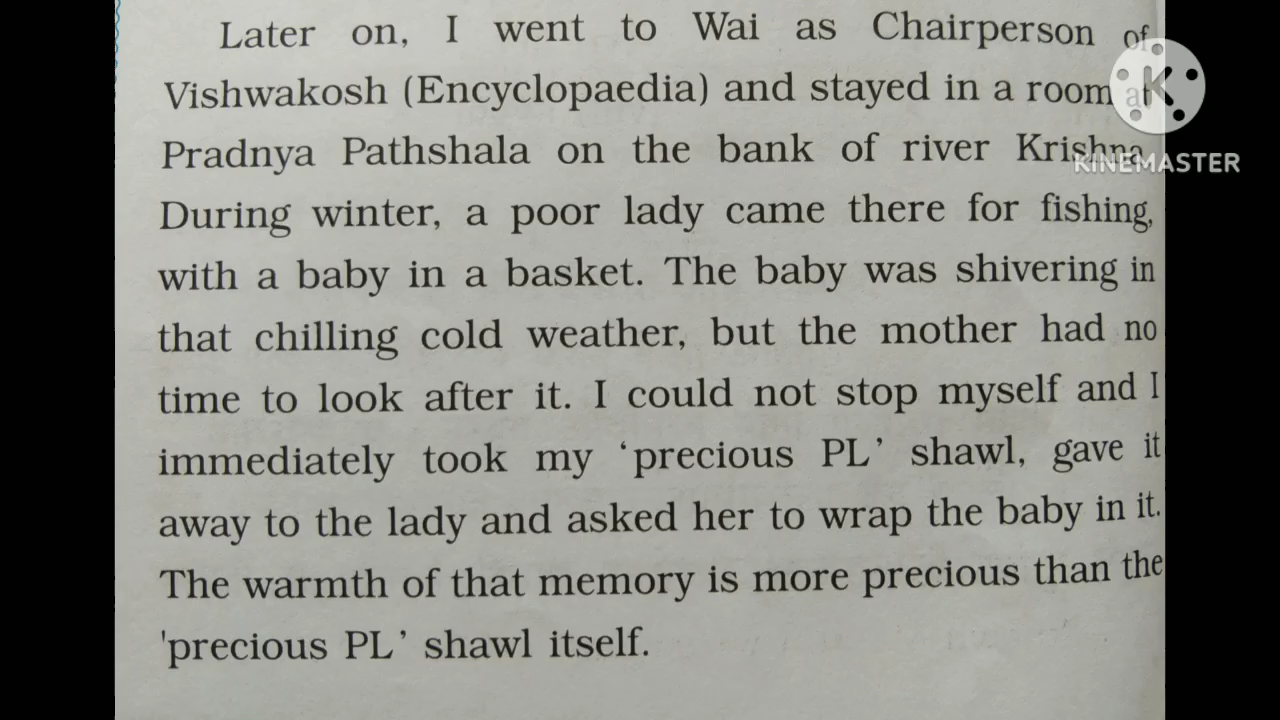 Later on, I went to Wai as Chairperson of
Vishwakosh (Encyclopaedia) and stayed in a room at
Pradnya Pathshala on the bank of river Krishna.
During winter, a poor lady came there for fishing,
with a baby in a basket. The baby was shivering in
that chilling cold weather, but the mother had no
time to look after it. I could not stop myself and I
immediately took my ‘precious PL’ shawl, gave it
away to the lady and asked her to wrap the baby in it.
The warmth of that memory is more precious than the
'precious PL’ shawl itself.
K
KINEMASTER